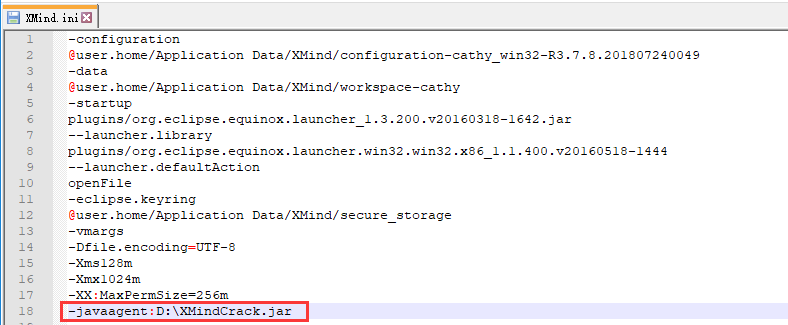 XMind.ini
1 -configuration
2 @user.home/Application Data/XMind/configuration-cathy_win32-R3.7.8.201807240049
3 -data
4 @user.home/Application Data/XMind/workspace-cathy
5 -startup
6 plugins/org.eclipse.equinox.launcher_1.3.200.v20160318-1642.jar
7 --launcher.library
8 plugins/org.eclipse.equinox.launcher.win32.win32.x86_1.1.400.v20160518-1444
9 --launcher.defaultAction
10 openFile
11 -eclipse.keyring
12 @user.home/Application Data/XMind/secure_storage
13 -vmargs
14 -Dfile.encoding=UTF-8
15 -Xms128m
16 -Xmx1024m
17 -XX:MaxPermSize=256m
18 -javaagent:D:\XMindCrack.jar